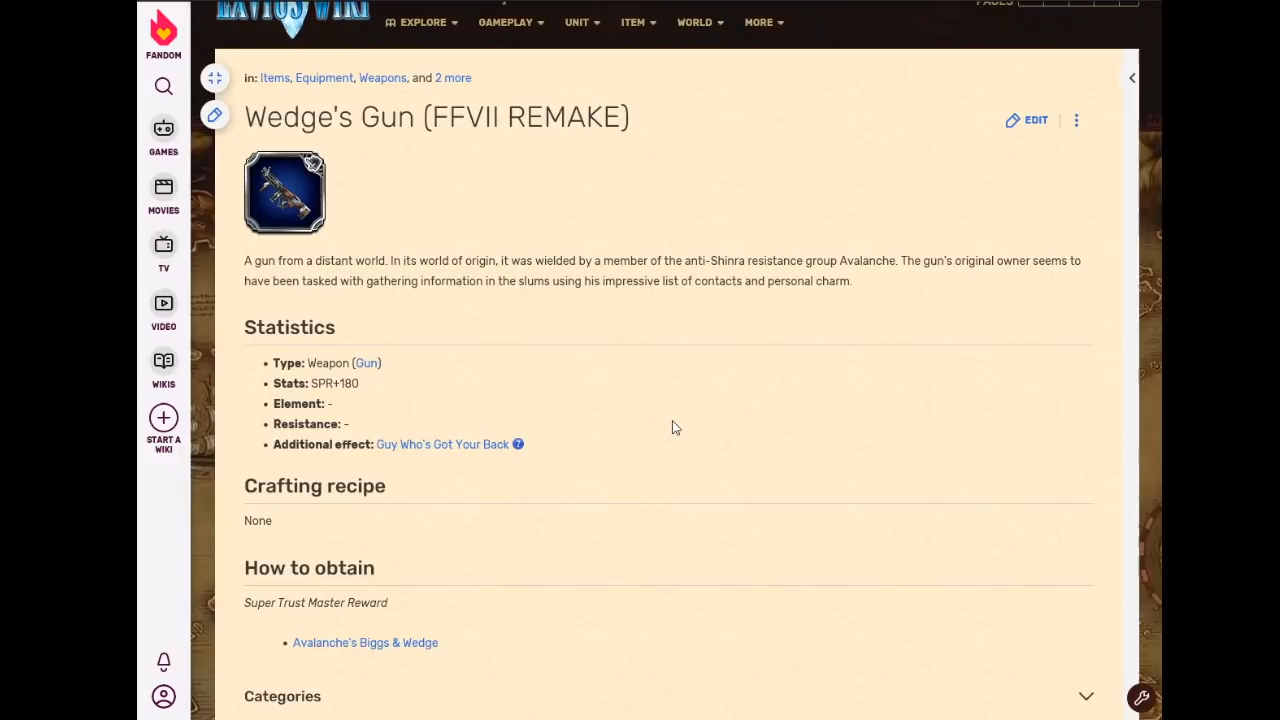 EXVIUS WIKI
EXPLORE GAMEPLAY UNIT ITEM WORLD MORE
PAGES
FANDOM
GAMES
MOVIES
TV
VIDEO
WIKIS
START A
WIKI
in: Items, Equipment, Weapons, and 2 more
Wedge's Gun (FFVII REMAKE)
EDIT
A gun from a distant world. In its world of origin, it was wielded by a member of the anti-Shinra resistance group Avalanche. The gun's original owner seems to
have been tasked with gathering information in the slums using his impressive list of contacts and personal charm.
Statistics
• Type: Weapon (Gun)
• Stats: SPR+180
• Element: -
• Resistance: -
• Additional effect: Guy Who's Got Your Back ?
Crafting recipe
None
How to obtain
Super Trust Master Reward
• Avalanche's Biggs & Wedge
Categories